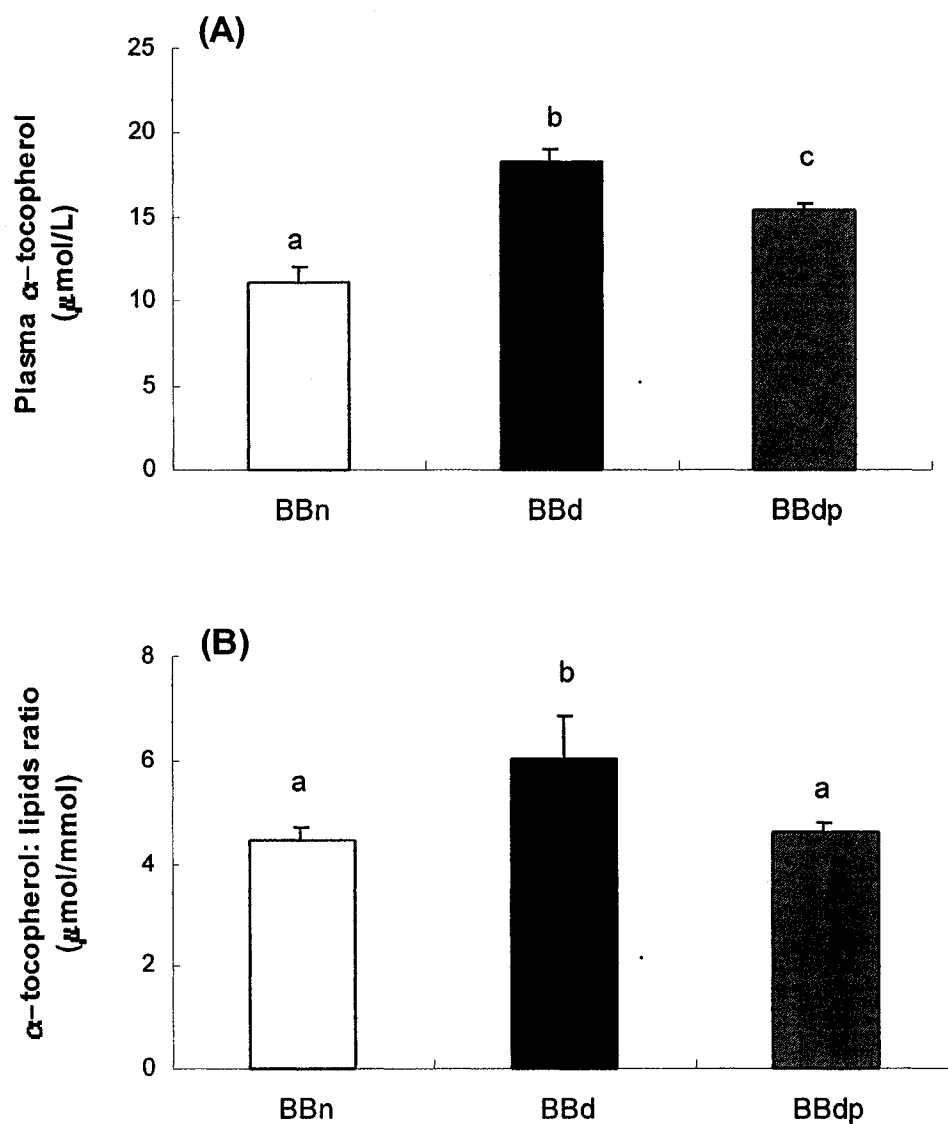 (A)
Plasma α−tocopherol
(μmol/L)
25
20
15
10
5
0
a
b
c
BBn
BBd
BBdp
(B)
α−tocopherol: lipids ratio
(μmol/mmol)
8
6
4
2
0
a
b
a
BBn
BBd
BBdp